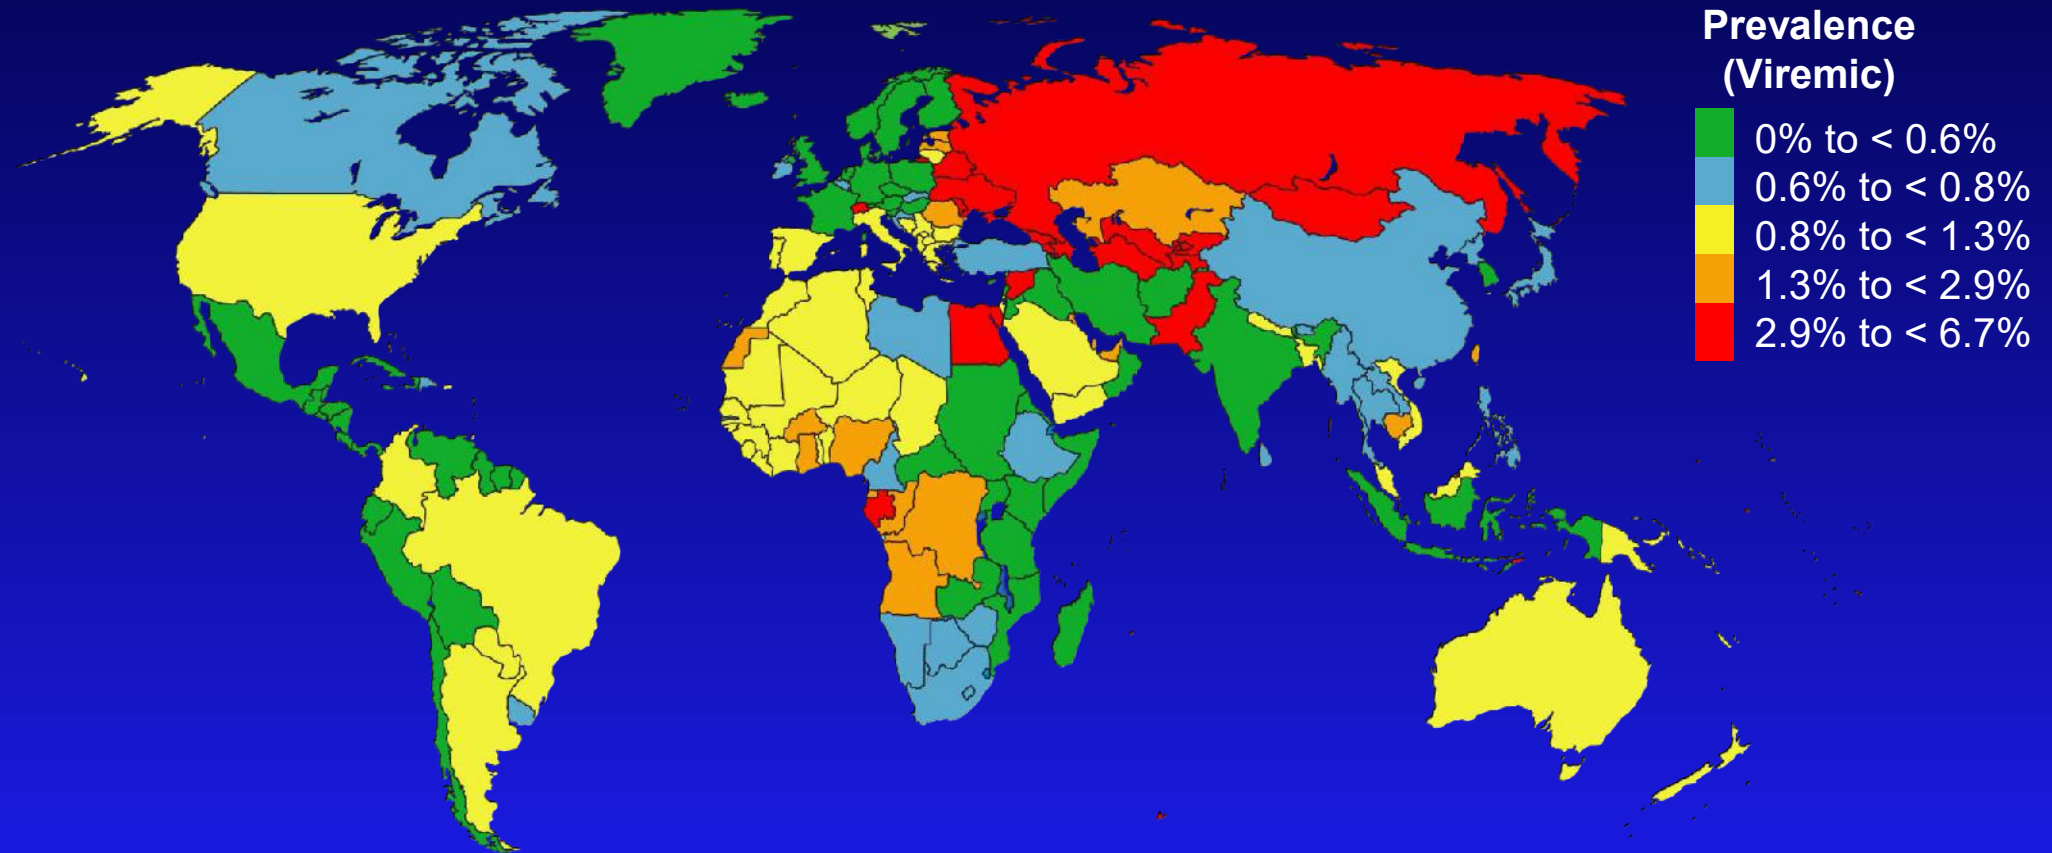 Prevalence
(Viremic)
0% to < 0.6%
0.6% to < 0.8%
0.8% to < 1.3%
1.3% to < 2.9%
2.9% to < 6.7%